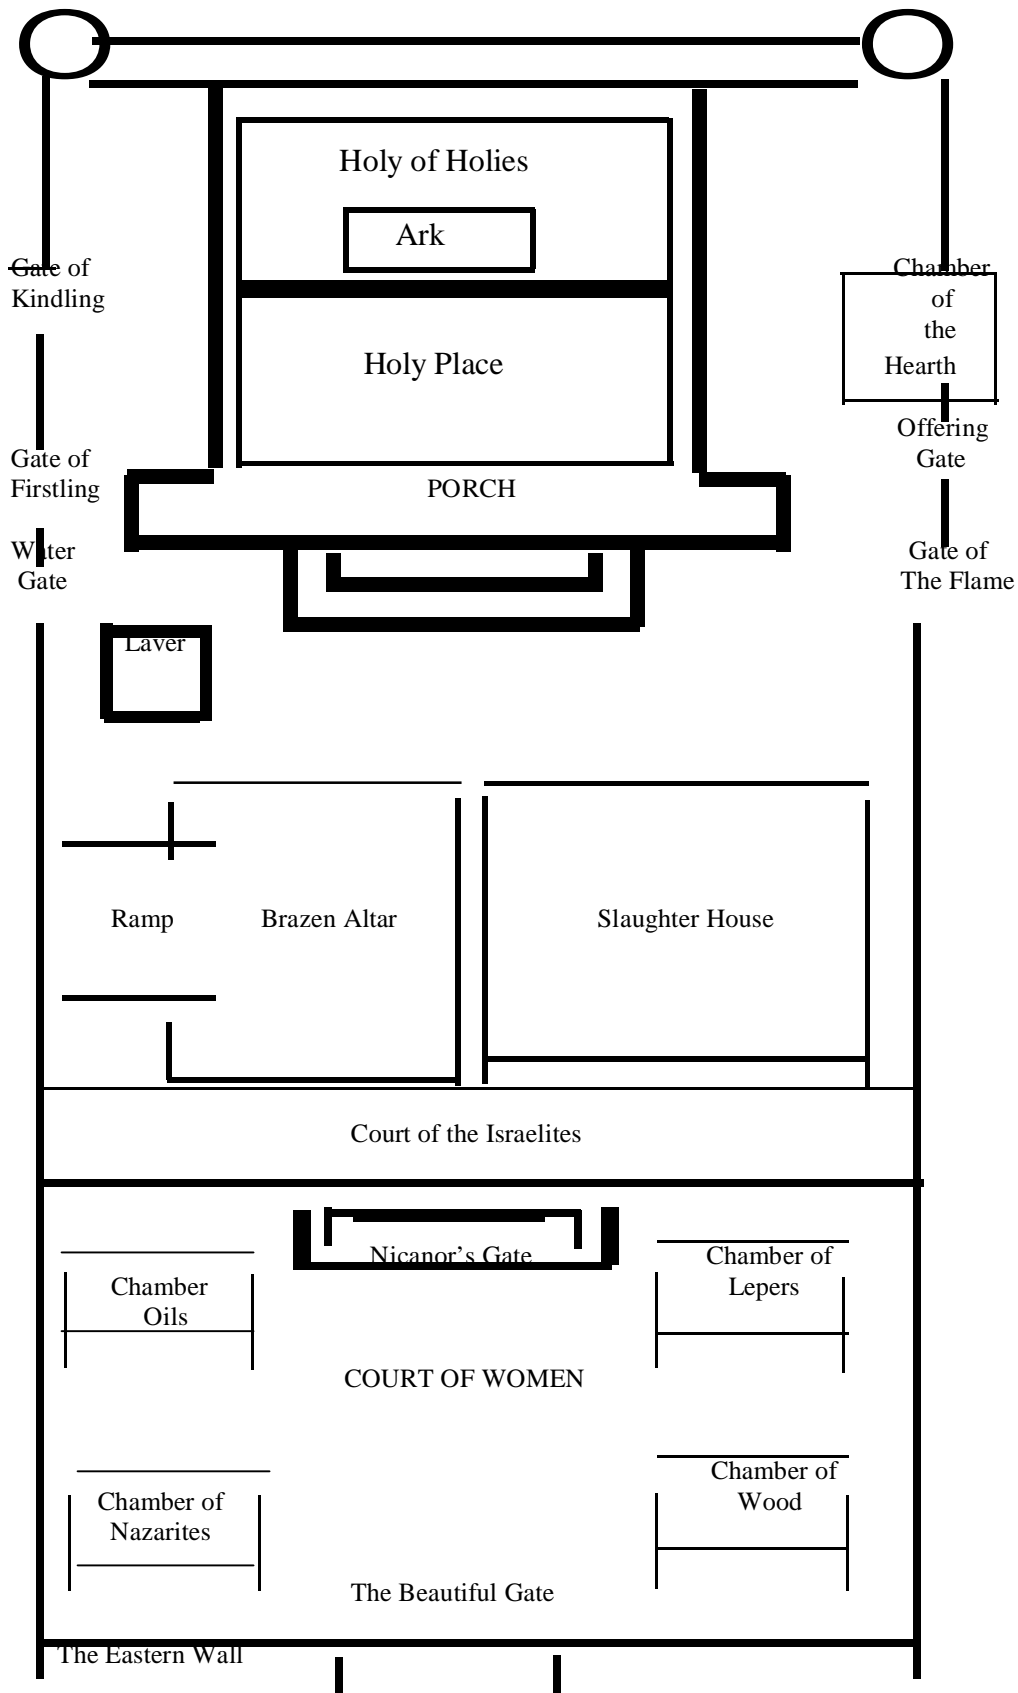 Holy of Holies
Ark
Gate of
Kindling
Chamber
of
the
Hearth
Holy Place
Offering
Gate
Gate of
Firstling
PORCH
Water
Gate
Gate of
The Flame
Laver
Ramp
Brazen Altar
Slaughter House
Court of the Israelites
Nicanor's Gate
Chamber of
Lepers
Chamber
Oils
COURT OF WOMEN
Chamber of
Wood
Chamber of
Nazarites
The Beautiful Gate
The Eastern Wall